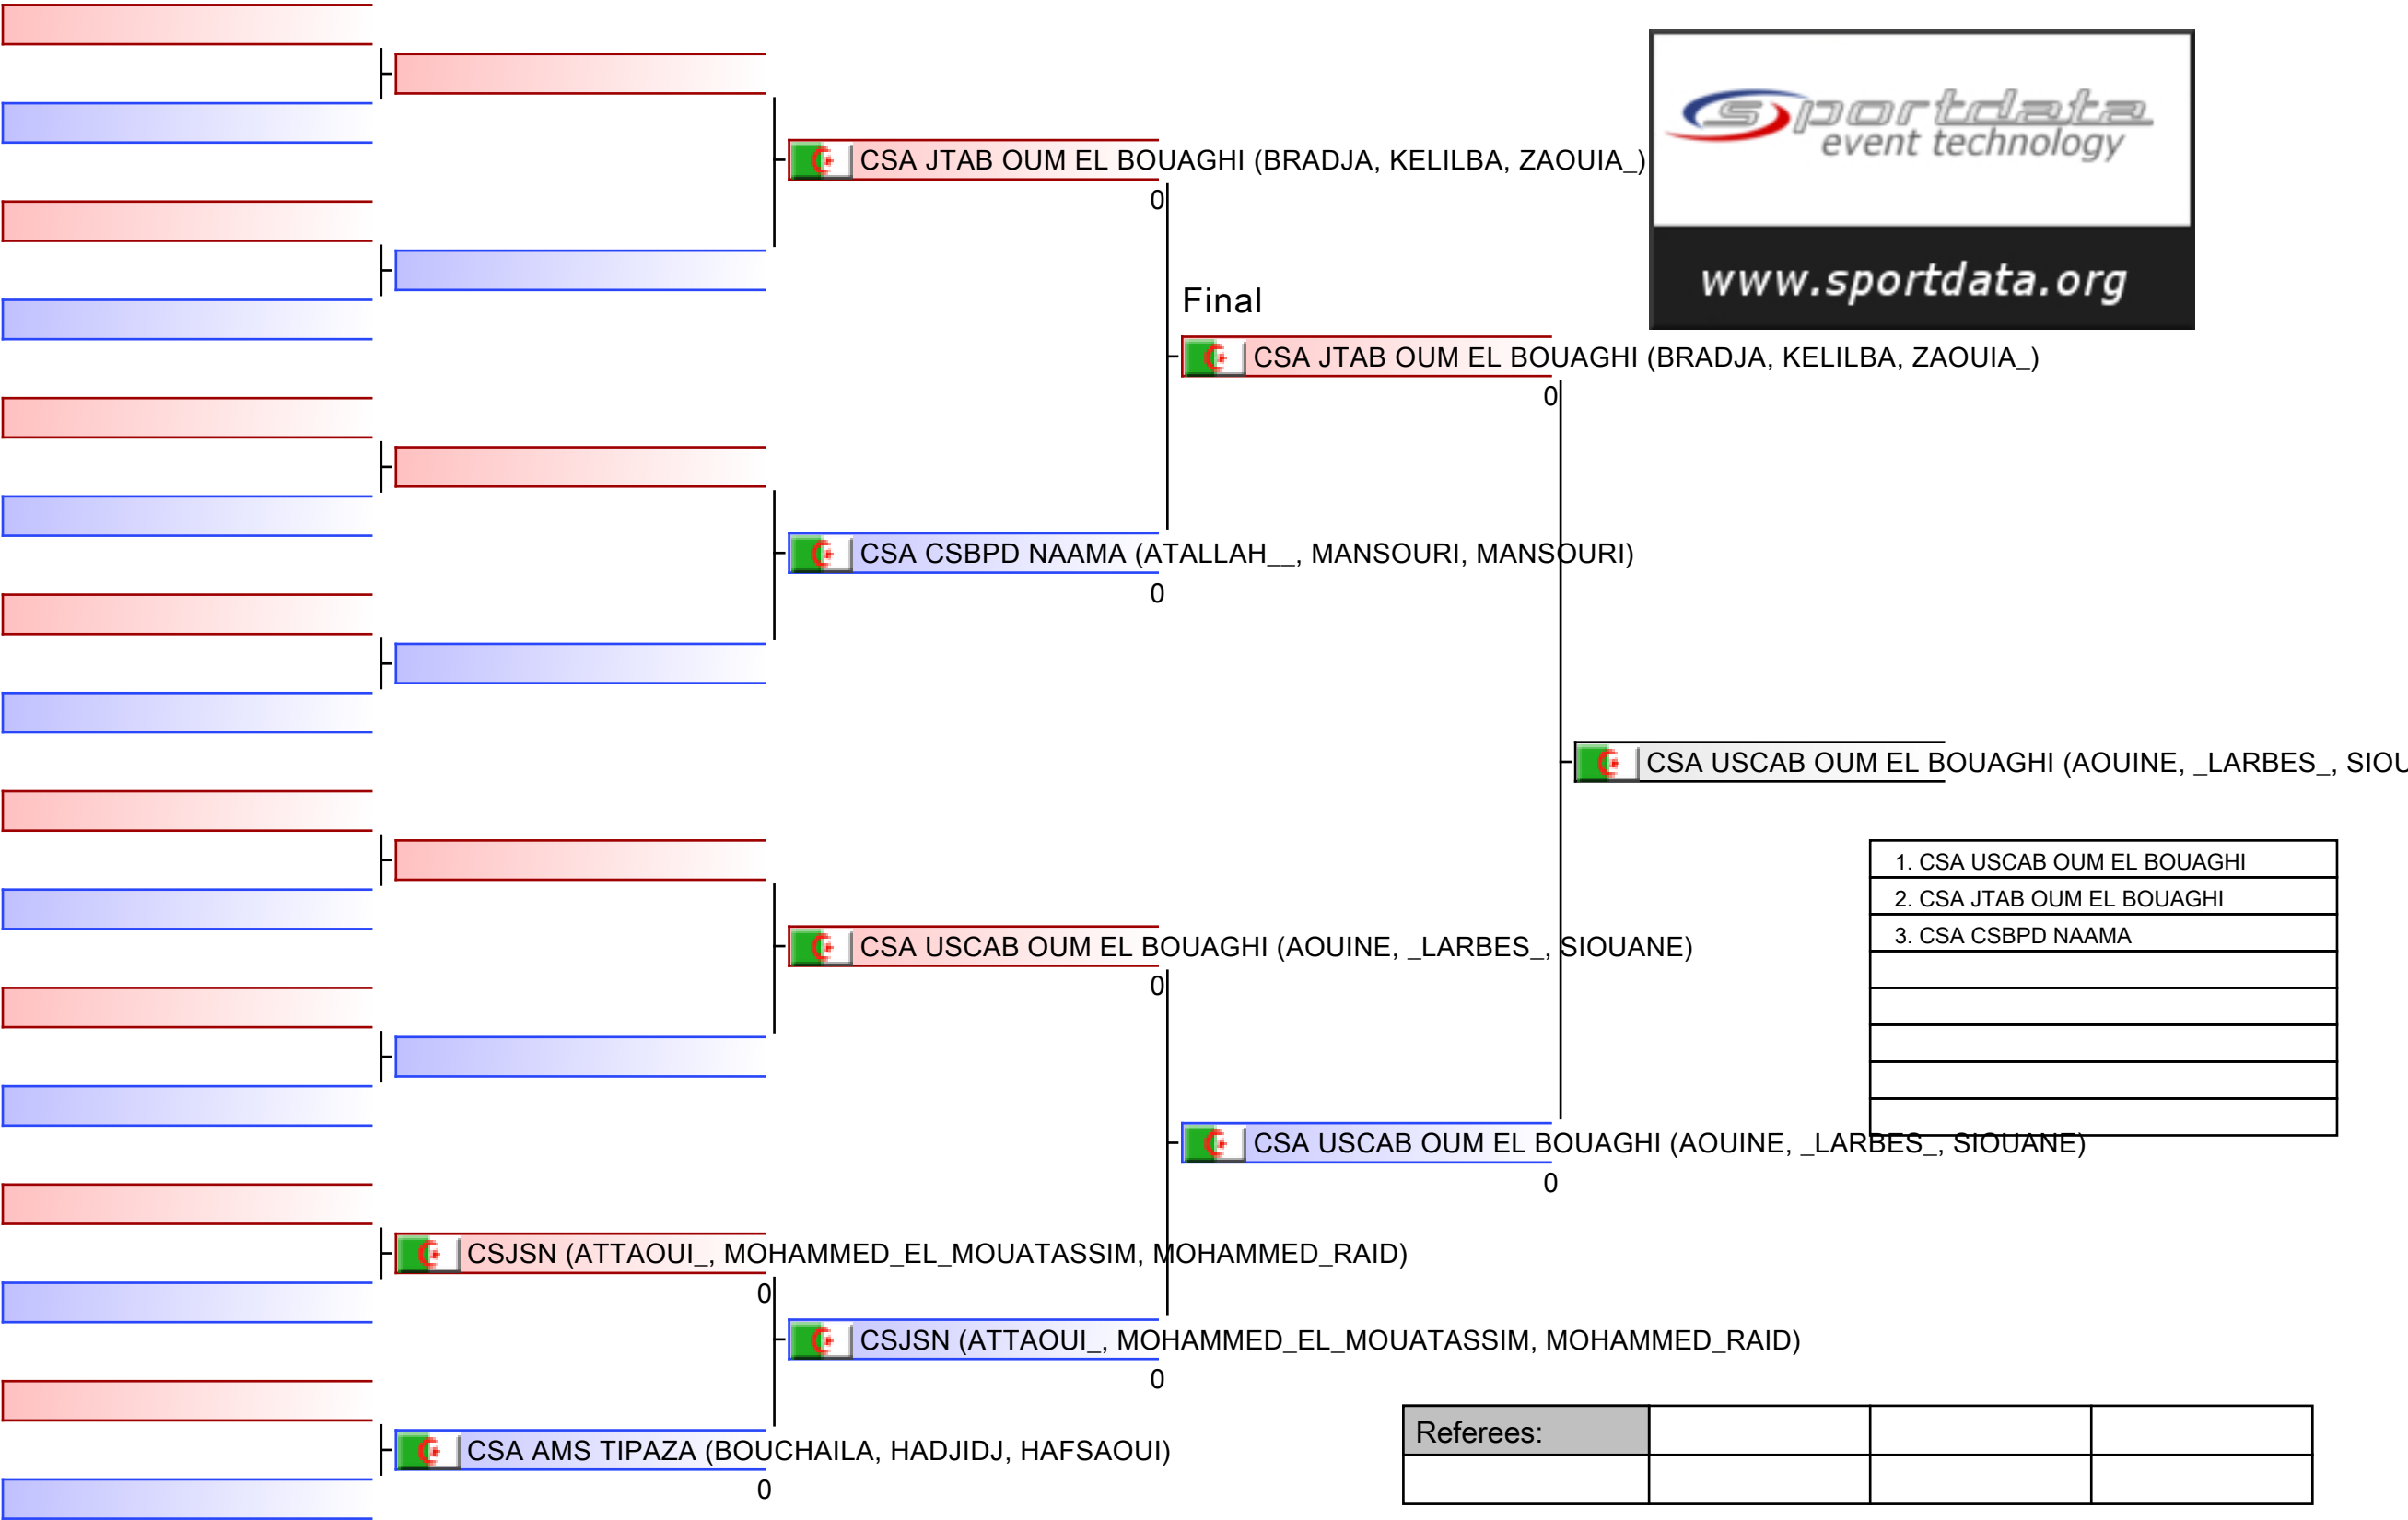 sportdata
event technology
www.sportdata.org
CSA JTAB OUM EL BOUAGHI (BRADJA, KELILBA, ZAOUIA_)
0
Final
CSA JTAB OUM EL BOUAGHI (BRADJA, KELILBA, ZAOUIA_)
0
CSA CSBPD NAAMA (ATALLAH__, MANSOURI, MANSOURI)
0
CSA USCAB OUM EL BOUAGHI (AOUINE, _LARBES_, SIOU
1. CSA USCAB OUM EL BOUAGHI
2. CSA JTAB OUM EL BOUAGHI
3. CSA CSBPD NAAMA
CSA USCAB OUM EL BOUAGHI (AOUINE, _LARBES_, SIOUANE)
0
CSA USCAB OUM EL BOUAGHI (AOUINE, _LARBES_, SIOUANE)
0
CSJSN (ATTAOUI_, MOHAMMED_EL_MOUATASSIM, MOHAMMED_RAID)
0
CSJSN (ATTAOUI_, MOHAMMED_EL_MOUATASSIM, MOHAMMED_RAID)
0
CSA AMS TIPAZA (BOUCHAILA, HADJIDJ, HAFSAOUI)
0
Referees: